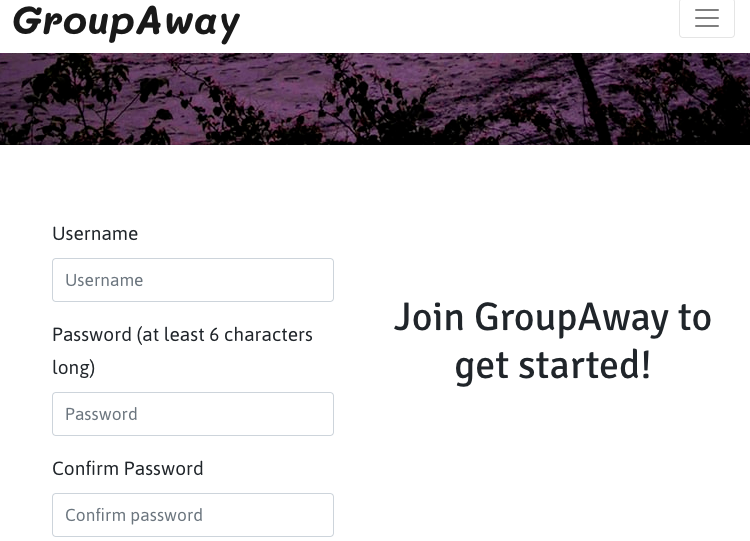 GroupAway
Username
Username
Password (at least 6 characters
long)
Password
Confirm Password
Confirm password
Join GroupAway to
get started!